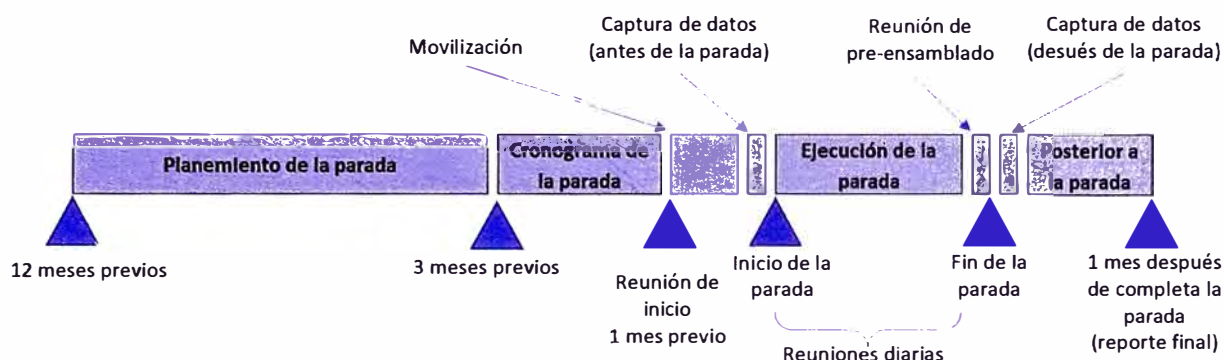 Movilización
Captura de datos
(antes de la parada)
Reunión de
pre-ensamblado
Captura de datos
(desués de la parada)
Planemiento de la parada
Cronograma de
la parada
Ejecución de la
parada
Posterior a
la parada
12 meses previos
3 meses previos
Reunión de
inicio
1 mes previo
Inicio de la
parada
Fin de la
parada
1 mes después
de completa la
parada
(reporte final)
Reuniones diarias